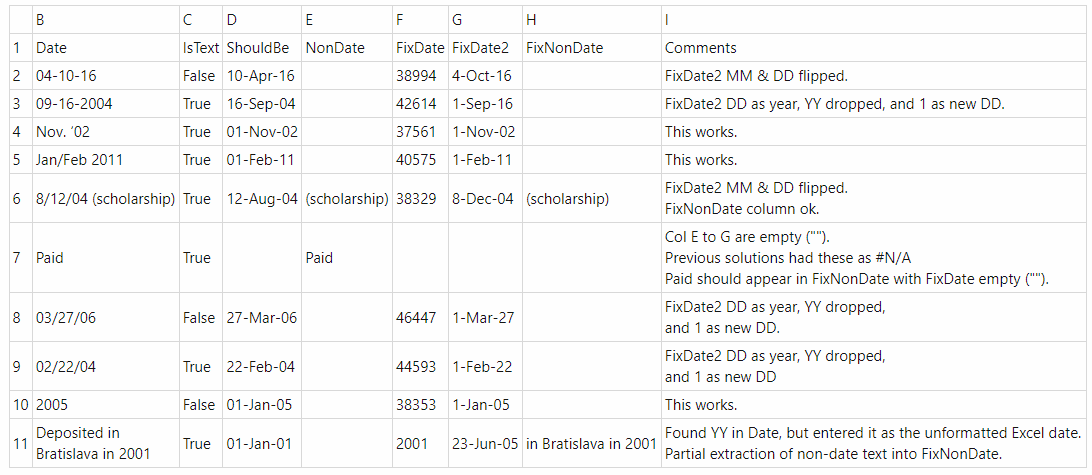 B C D E F G H I
1 Date IsText ShouldBe NonDate FixDate FixDate2 FixNonDate Comments
2 04-10-16 False 10-Apr-16 38994 4-Oct-16 FixDate2 MM & DD flipped.
3 09-16-2004 True 16-Sep-04 42614 1-Sep-16 FixDate2 DD as year, YY dropped, and 1 as new DD.
4 Nov. ’02 True 01-Nov-02 37561 1-Nov-02 This works.
5 Jan/Feb 2011 True 01-Feb-11 40575 1-Feb-11 This works.
6 8/12/04 (scholarship) True 12-Aug-04 (scholarship) 38329 8-Dec-04 (scholarship) FixDate2 MM & DD flipped.
FixNonDate column ok.
7 Paid True Paid Col E to G are empty ("").
Previous solutions had these as #N/A
Paid should appear in FixNonDate with FixDate empty ("").
8 03/27/06 False 27-Mar-06 46447 1-Mar-27 FixDate2 DD as year, YY dropped,
and 1 as new DD.
9 02/22/04 True 22-Feb-04 44593 1-Feb-22 FixDate2 DD as year, YY dropped,
and 1 as new DD
10 2005 False 01-Jan-05 38353 1-Jan-05 This works.
11 Deposited in
Bratislava in 2001 True 01-Jan-01 2001 23-Jun-05 in Bratislava in 2001 Found YY in Date, but entered it as the unformatted Excel date.
Partial extraction of non-date text into FixNonDate.